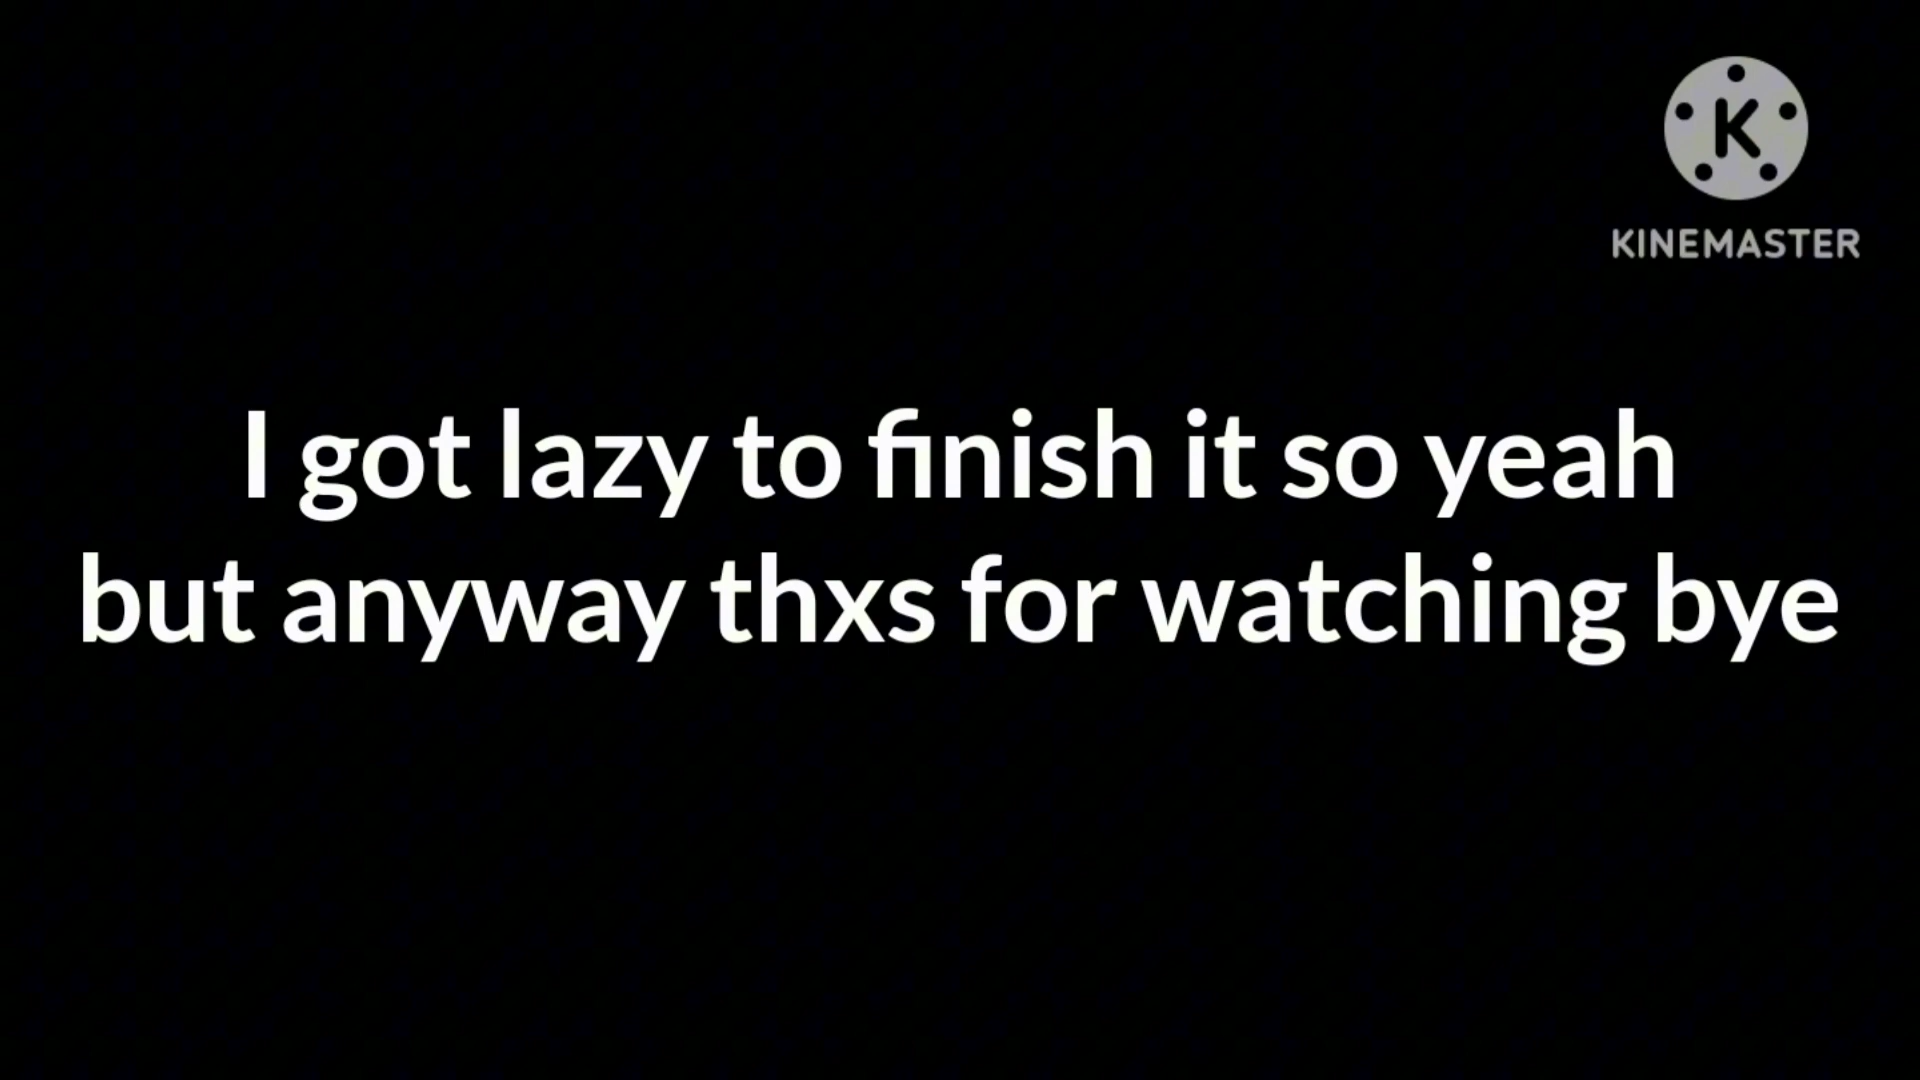 K
KINEMASTER
I got lazy to finish it so yeah
but anyway thxs for watching bye